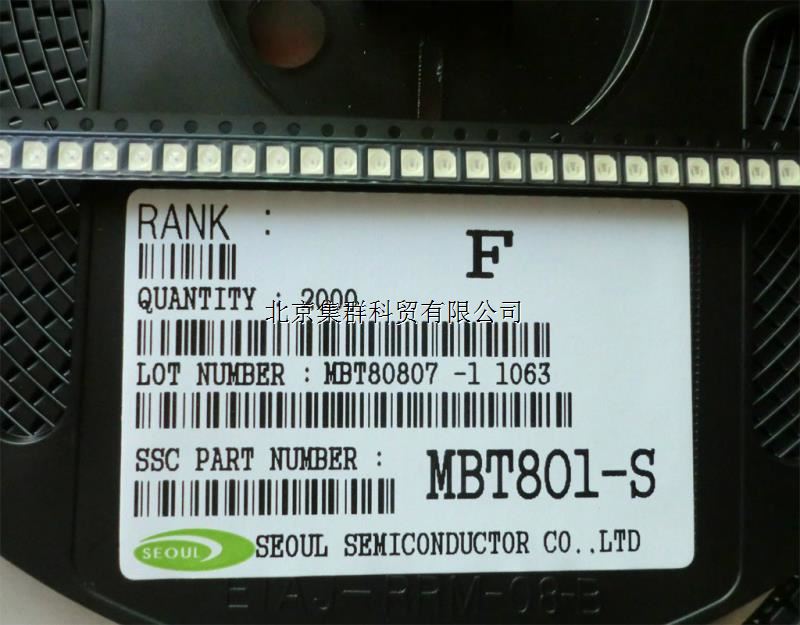 RANK : F
QUANTITY : 2000
北京集群科贸有限公司
LOT NUMBER : MBT80807 -1 1063
SSC PART NUMBER : MBT801-S
SEOUL SEOUL SEMICONDUCTOR CO.,LTD
EIAJ-RRM-08-B